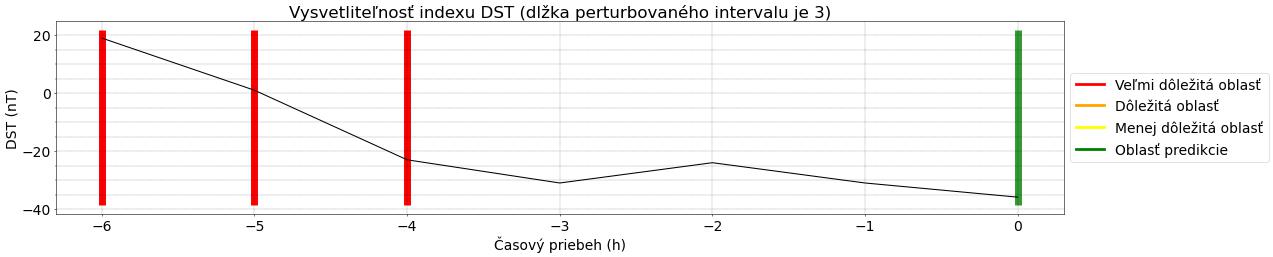 Vysvetliteľnosť indexu DST (dĺžka perturbovaného intervalu je 3)
20
0
−20
−40
DST (nT)
−6
−5
−4
−3
−2
−1
0
Časový priebeh (h)
Veľmi dôležitá oblasť
Dôležitá oblasť
Menej dôležitá oblasť
Oblasť predikcie